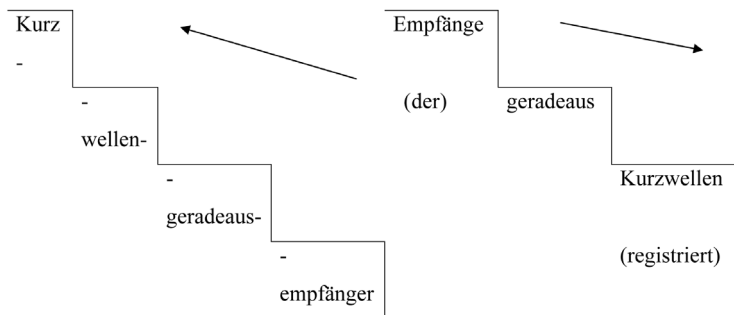 Kurz
-
-
wellen-
-
geradeaus-
-
empfänger
Empfänge
(der)
geradeaus
Kurzwellen
(registriert)